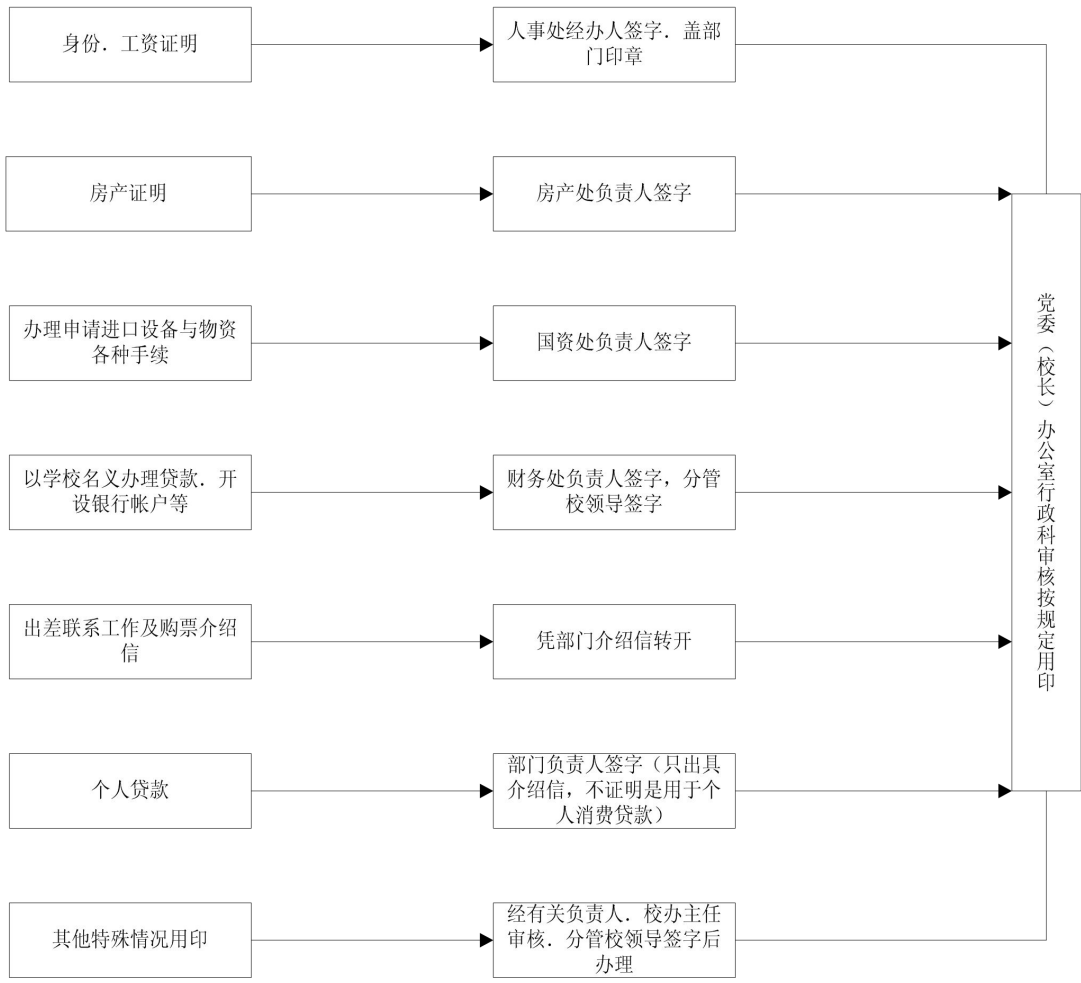 身份．工资证明
人事处经办人签字．盖部
门印章
房产证明
房产处负责人签字
办理申请进口设备与物资
各种手续
国资处负责人签字
以学校名义办理贷款．开
设银行帐户等
财务处负责人签字，分管
校领导签字
出差联系工作及购票介绍
信
凭部门介绍信转开
个人贷款
部门负责人签字（只出具
介绍信，不证明是用于个
人消费贷款）
其他特殊情况用印
经有关负责人．校办主任
审核．分管校领导签字后
办理
党委（校长）办公室行政科审核按规定用印